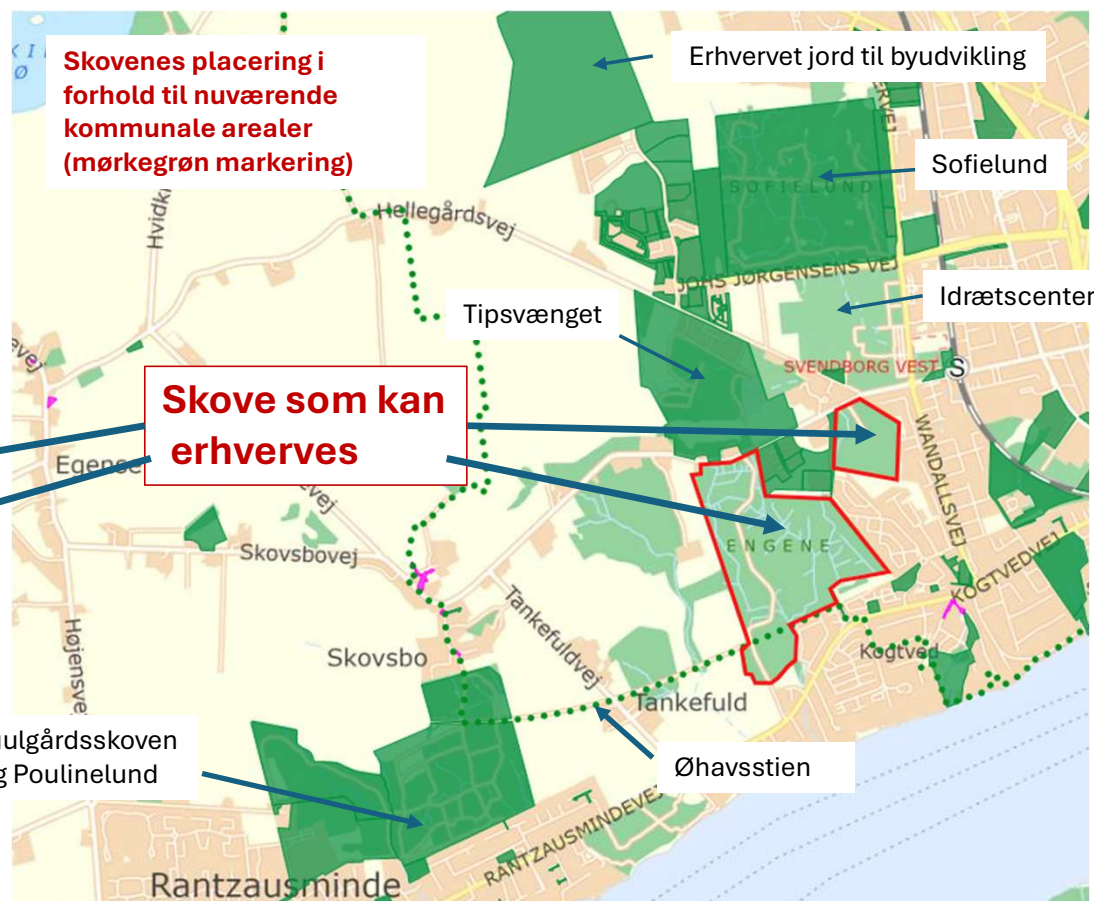 Skovenes placering i
forhold til nuværende
kommunale arealer
(mørkegrøn markering)
Erhvervet jord til byudvikling
Sofielund
SOFIELUND
Hvidk
Hellegårdsvej
JOHS JØRGENSENS VEJ
Idrætscenter
Tipsvænget
SVENDBORG VEST
S
Skove som kan
erhverves
WANDALLSVEJ
Egense
ENGENE
Skovsbovej
KOGTVEDVEJ
Tankefuldvej
Højensvej
Skovsbo
Kogtved
Tankefuld
ulgårdsskoven
g Poulinelund
Øhavsstien
RANTZAUSMINDEVEJ
Rantzausminde